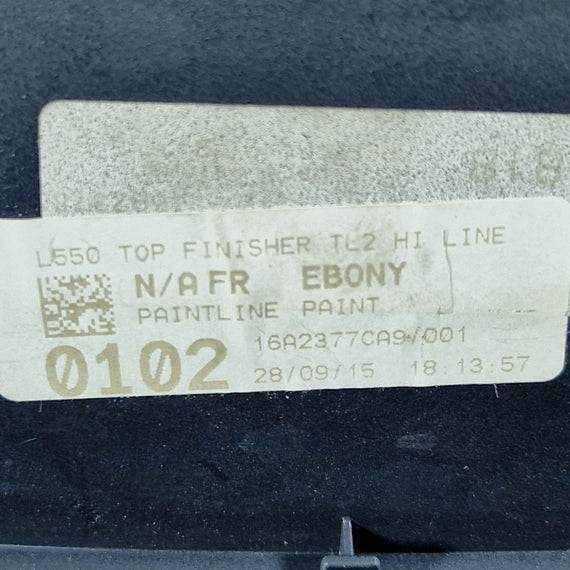 L550 TOP FINISHER TL2 HI LINE
N/A FR EBONY
PAINTLINE PAINT
0102
16A2377CA9/001
28/09/15 18:13:57